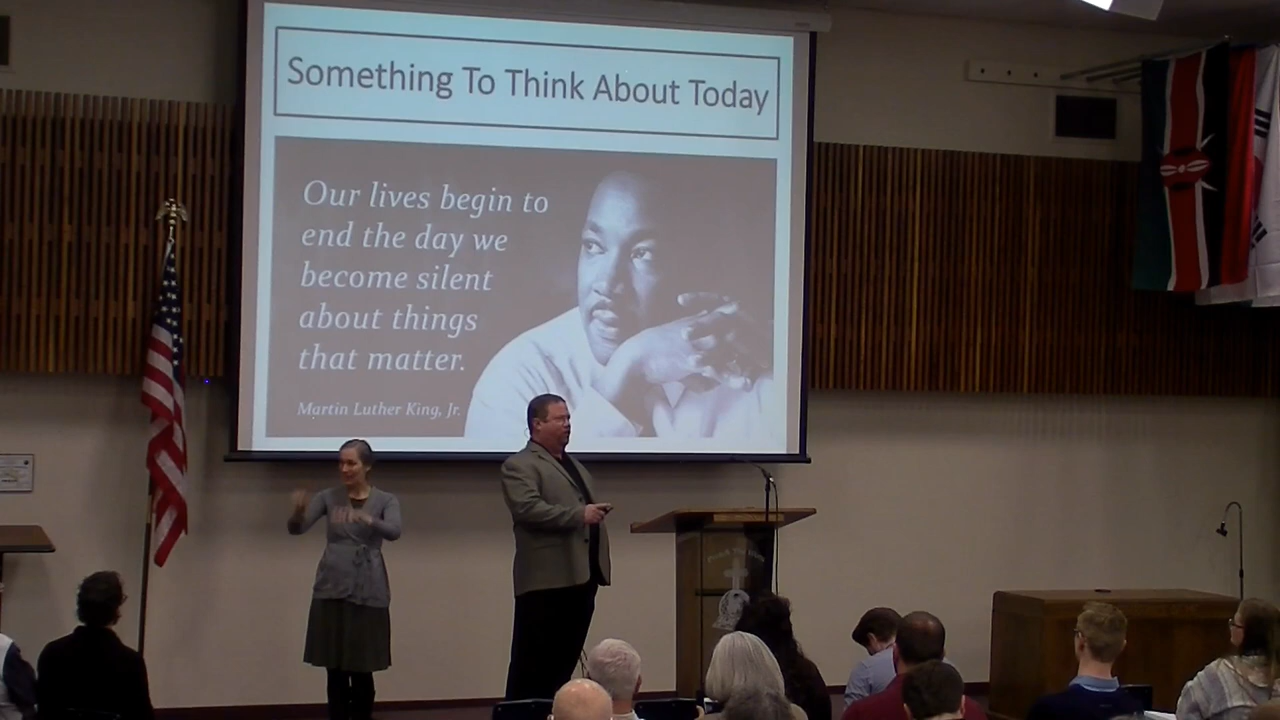 Something To Think About Today
Our lives begin to
end the day we
become silent
about things
that matter.
Martin Luther King, Jr.